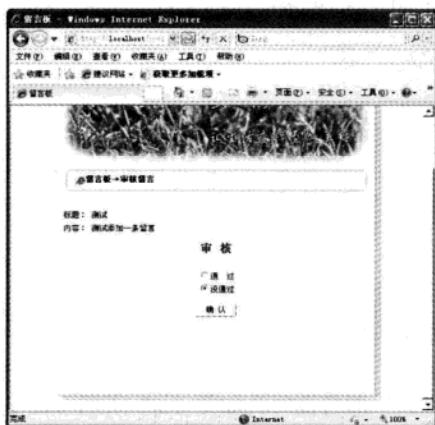 留言板 - Windows Internet Explorer
localhost
文件(F) 编辑(E) 查看(V) 收藏夹(A) 工具(T) 帮助(H)
收藏夹 建议网站 获取更多加载项
留言板 页面(P) 安全(S) 工具(O)
留言板→审核留言
标题： 测试
内容： 测试添加一条留言
审 核
通 过
没通过
确 认
完成 Internet 100%